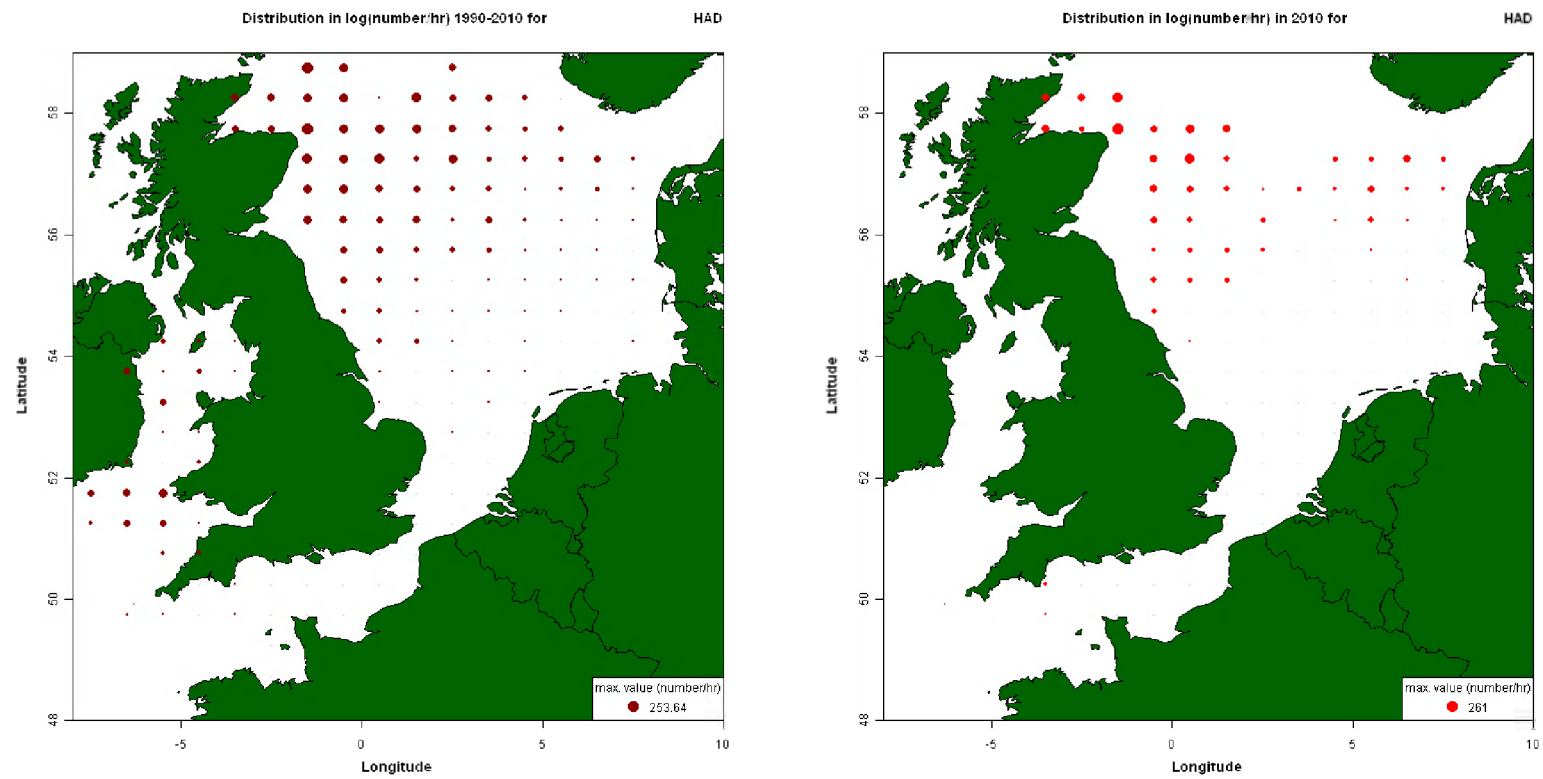 Distribution in log(number/hr) 1990-2010 for HAD
58
56
54
52
50
48
Latitude
-5 0 5 10
Longitude
max. value (number/hr)
253.64
Distribution in log(number/hr) in 2010 for HAD
58
56
54
52
50
48
Latitude
-5 0 5 10
Longitude
max. value (number/hr)
261